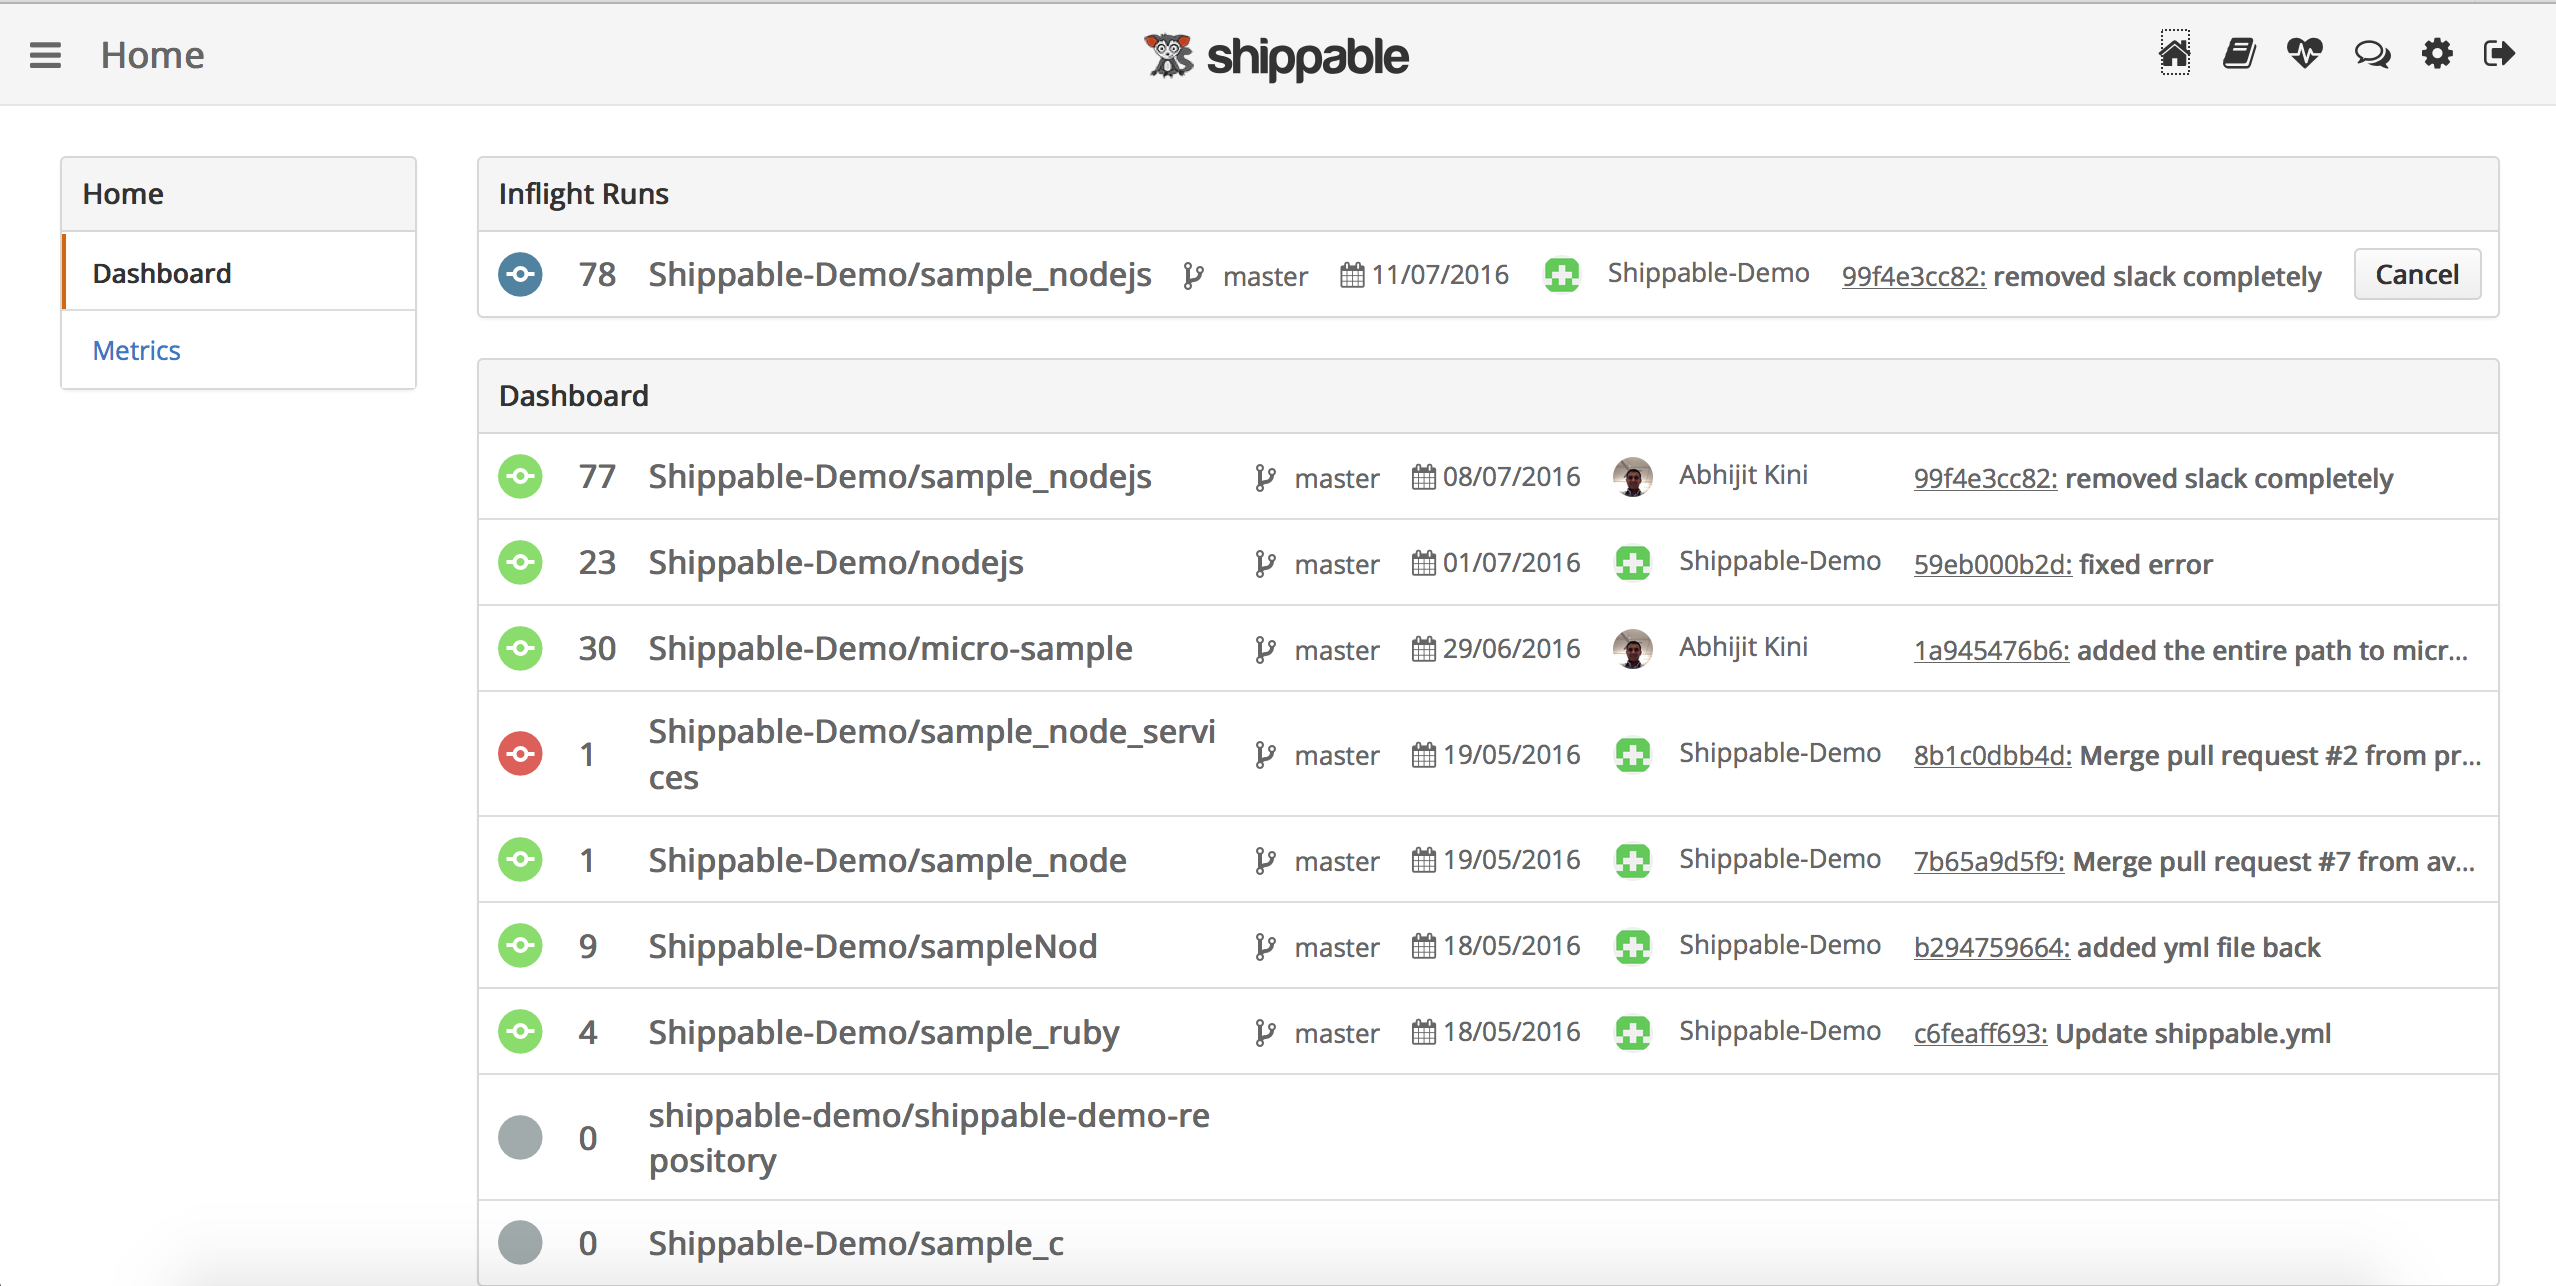 Home
shippable
Home
Dashboard
Metrics
Inflight Runs
78 Shippable-Demo/sample_nodejs master 11/07/2016 Shippable-Demo 99f4e3cc82: removed slack completely Cancel
Dashboard
77 Shippable-Demo/sample_nodejs master 08/07/2016 Abhijit Kini 99f4e3cc82: removed slack completely
23 Shippable-Demo/nodejs master 01/07/2016 Shippable-Demo 59eb000b2d: fixed error
30 Shippable-Demo/micro-sample master 29/06/2016 Abhijit Kini 1a945476b6: added the entire path to micr...
1 Shippable-Demo/sample_node_servi
ces master 19/05/2016 Shippable-Demo 8b1c0dbb4d: Merge pull request #2 from pr...
1 Shippable-Demo/sample_node master 19/05/2016 Shippable-Demo 7b65a9d5f9: Merge pull request #7 from av...
9 Shippable-Demo/sampleNod master 18/05/2016 Shippable-Demo b294759664: added yml file back
4 Shippable-Demo/sample_ruby master 18/05/2016 Shippable-Demo c6feaff693: Update shippable.yml
0 shippable-demo/shippable-demo-re
pository
0 Shippable-Demo/sample_c